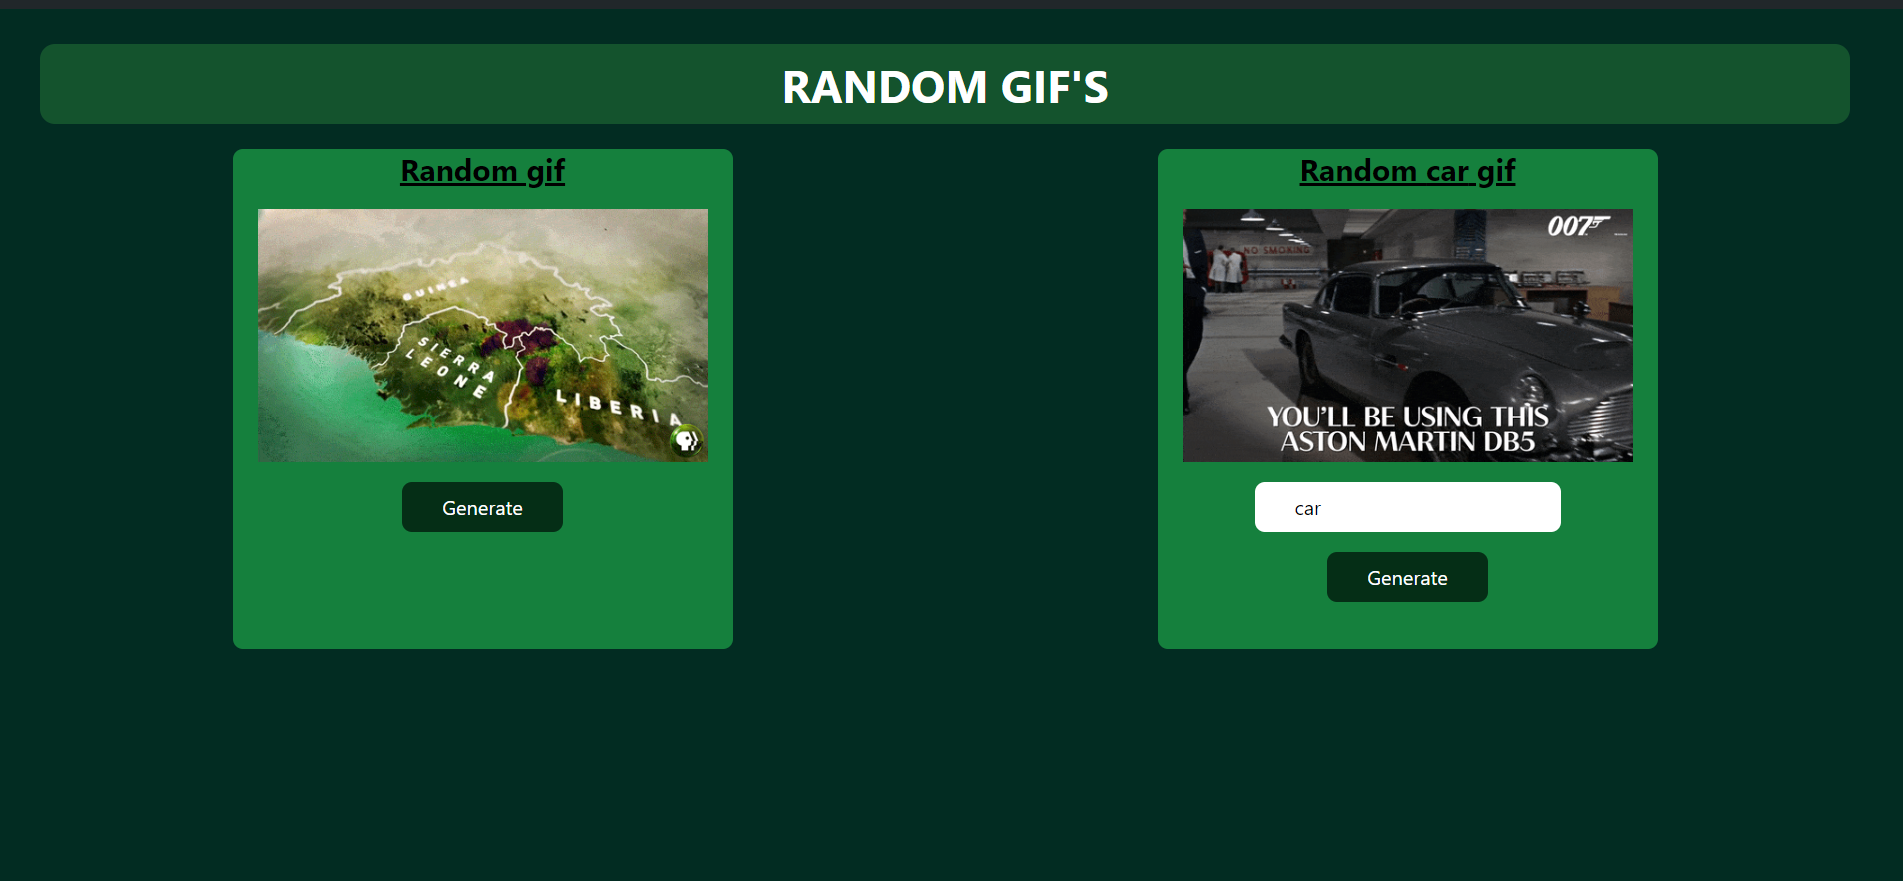 RANDOM GIF'S
Random gif
GUINEA
SIERRA
LEONE
LIBERIA
Generate
Random car gif
007
NO SMOKING
YOU'LL BE USING THIS
ASTON MARTIN DB5
car
Generate